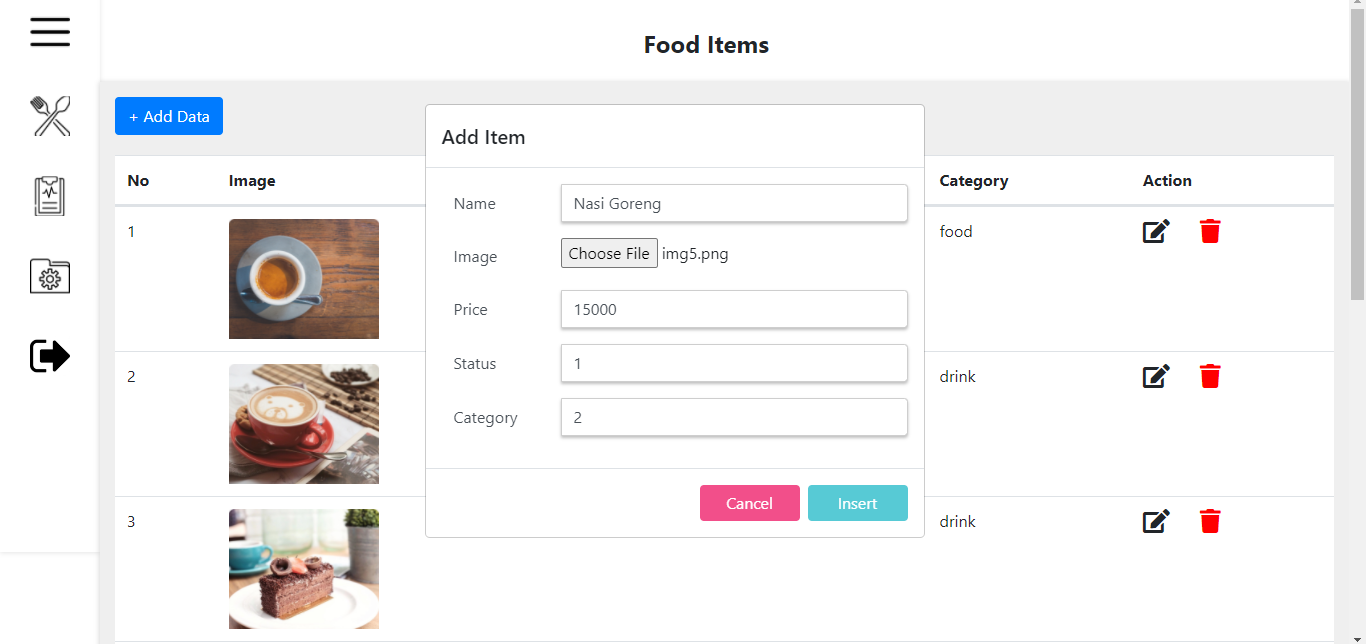 Food Items
+ Add Data
No Image Category Action
1 food
2 drink
3 drink
Add Item
Name Nasi Goreng
Image Choose File img5.png
Price 15000
Status 1
Category 2
Cancel Insert